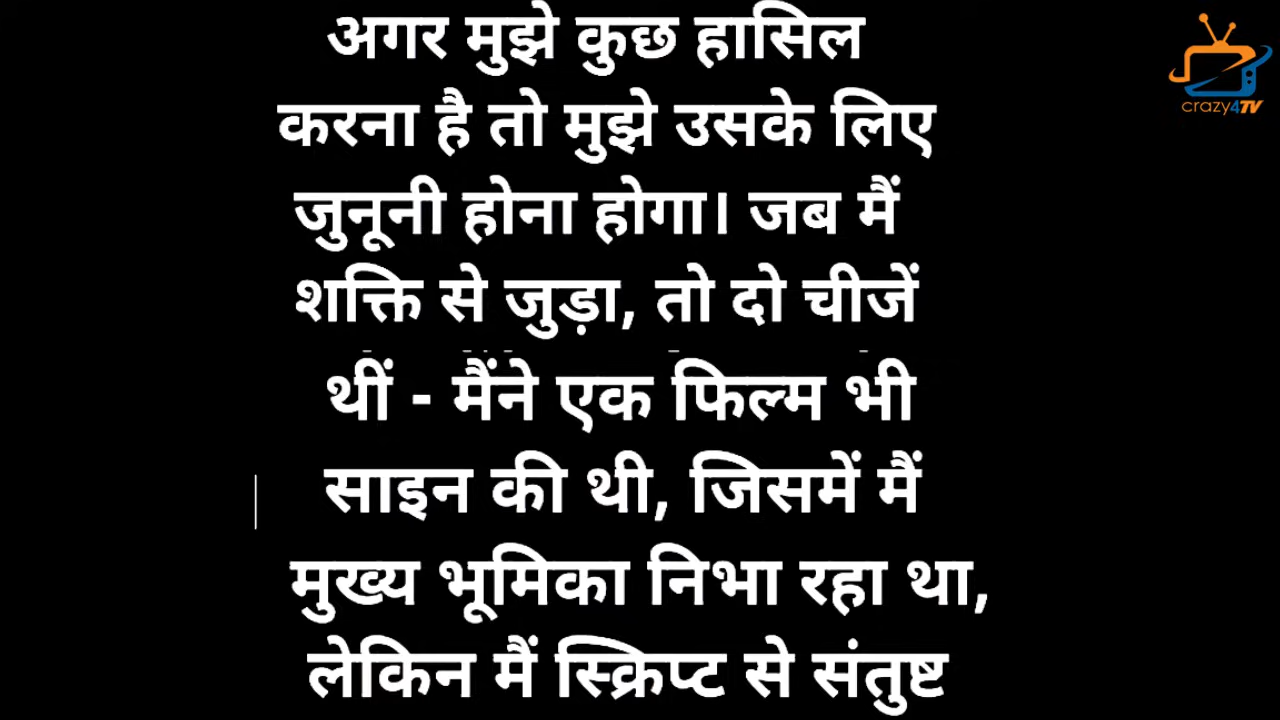 अगर मुझे कुछ हासिल
करना है तो मुझे उसके लिए
जुनूनी होना होगा। जब मैं
शक्ति से जुड़ा, तो दो चीजें
थीं - मैंने एक फिल्म भी
साइन की थी, जिसमें मैं
मुख्य भूमिका निभा रहा था,
लेकिन मैं स्क्रिप्ट से संतुष्ट
crazy4TV